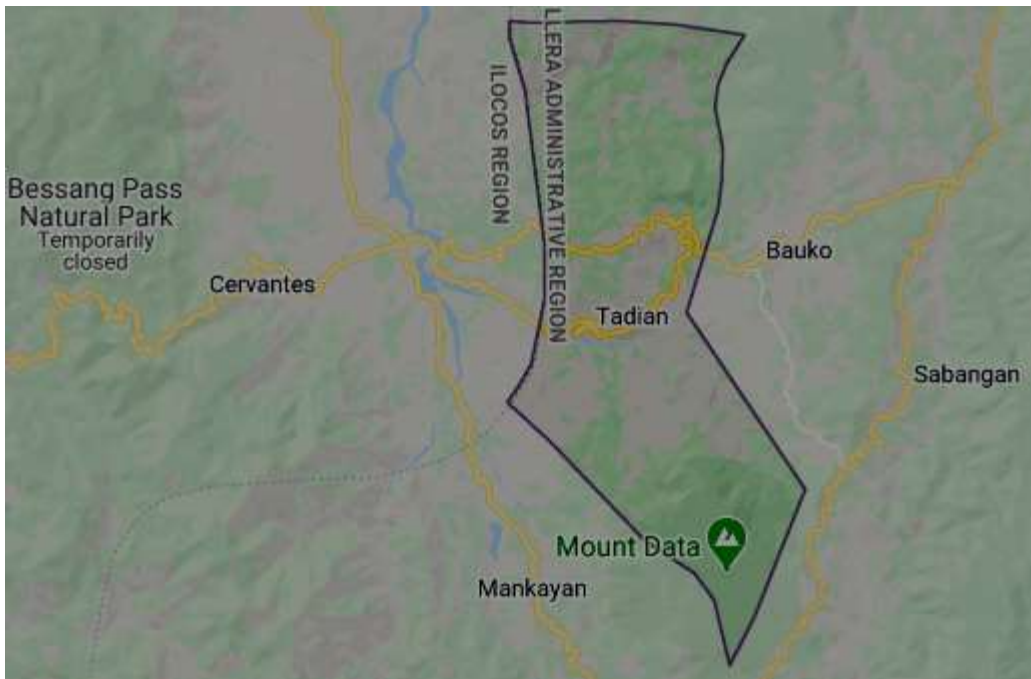 LLERA ADMINISTRATIVE REGION
ILOCOS REGION
Bessang Pass
Natural Park
Temporarily
closed
Bauko
Cervantes
Tadian
Sabangan
Mount Data
Mankayan